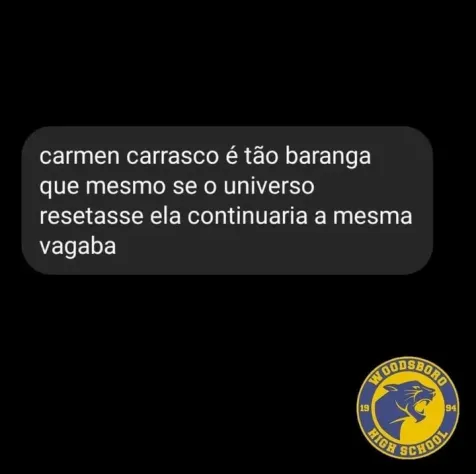 carmen carrasco é tão baranga
que mesmo se o universo
resetasse ela continuaria a mesma
vagaba
WOODSBORO
19 94
HIGH SCHOOL